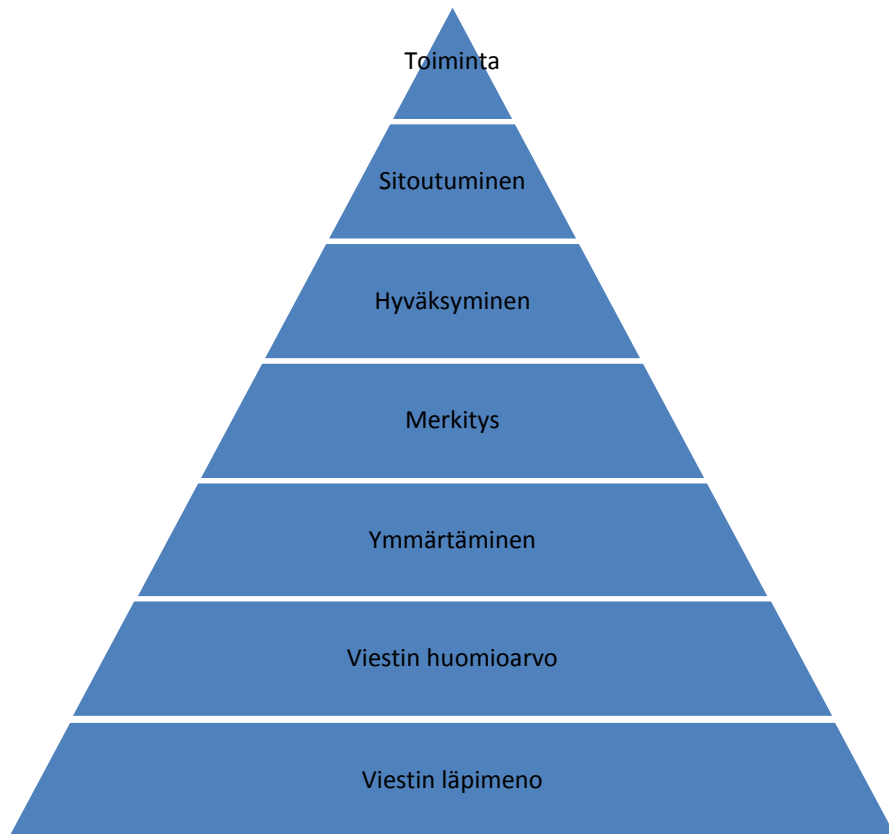 Toiminta
Sitoutuminen
Hyväksyminen
Merkitys
Ymmärtäminen
Viestin huomioarvo
Viestin läpimeno